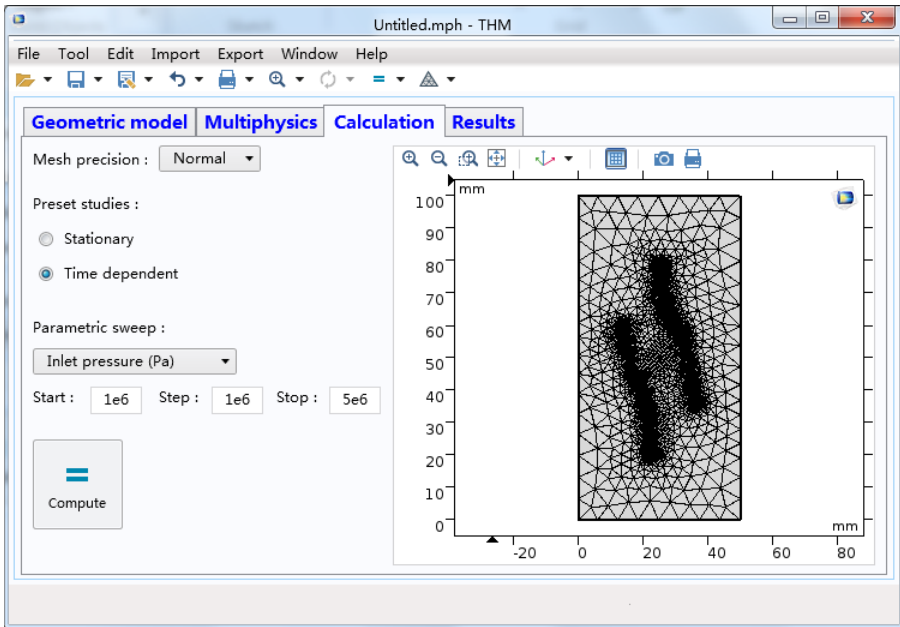 Untitled.mph - THM
File Tool Edit Import Export Window Help
Geometric model Multiphysics Calculation Results
Mesh precision : Normal
Preset studies :
Stationary
Time dependent
Parametric sweep :
Inlet pressure (Pa)
Start : 1e6 Step : 1e6 Stop : 5e6
Compute
mm
100
90
80
70
60
50
40
30
20
10
0
mm
-20 0 20 40 60 80